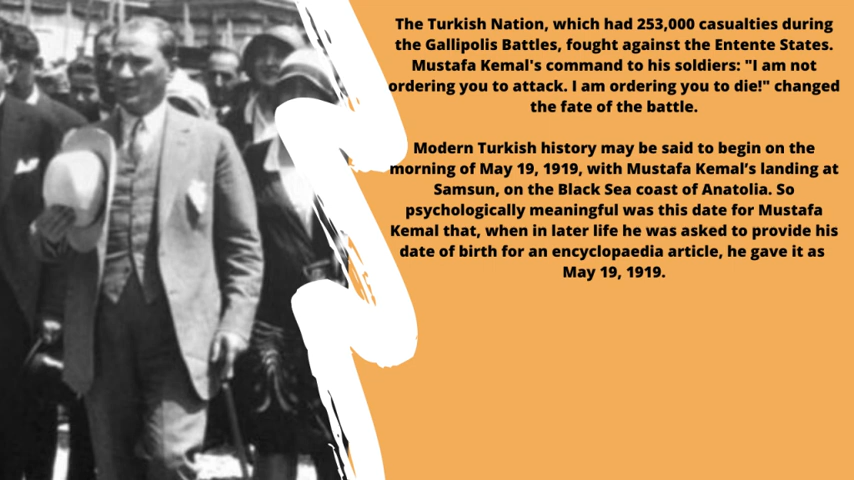 The Turkish Nation, which had 253,000 casualties during
the Gallipolis Battles, fought against the Entente States.
Mustafa Kemal's command to his soldiers: "I am not
ordering you to attack. I am ordering you to die!" changed
the fate of the battle.
Modern Turkish history may be said to begin on the
morning of May 19, 1919, with Mustafa Kemal’s landing at
Samsun, on the Black Sea coast of Anatolia. So
psychologically meaningful was this date for Mustafa
Kemal that, when in later life he was asked to provide his
date of birth for an encyclopaedia article, he gave it as
May 19, 1919.